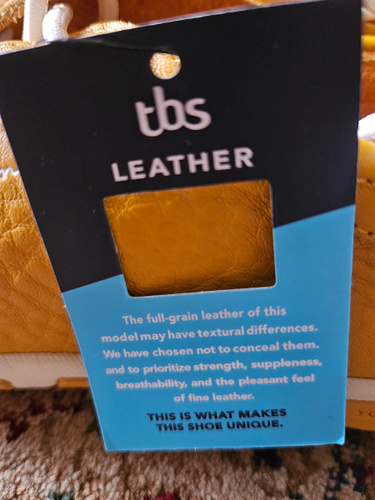 tbs
LEATHER
The full-grain leather of this
model may have textural differences.
We have chosen not to conceal them.
and to prioritize strength, suppleness,
breathability, and the pleasant feel
of fine leather.
THIS IS WHAT MAKES
THIS SHOE UNIQUE.